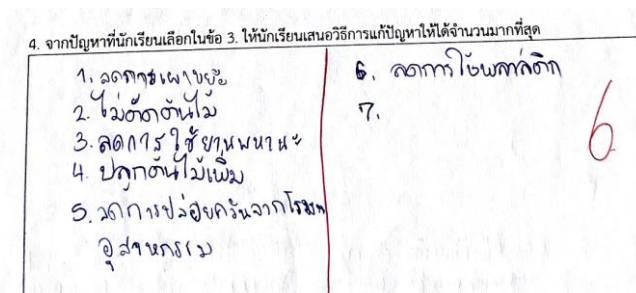 4. จากปัญหาที่นักเรียนเลือกในข้อ 3. ให้นักเรียนเสนอวิธีการแก้ปัญหาให้ได้จำนวนมากที่สุด
1. ลดการเผาขยะ
2. ไม่ตัดต้นไม้
3. ลดการใช้ยานพหานะ
4. ปลูกต้นไม้เพิ่ม
5. ลดการปล่อยควันจากโรงงาน
อุสาหกรรม
6. ลดการใช้พลาสติก
7.
6